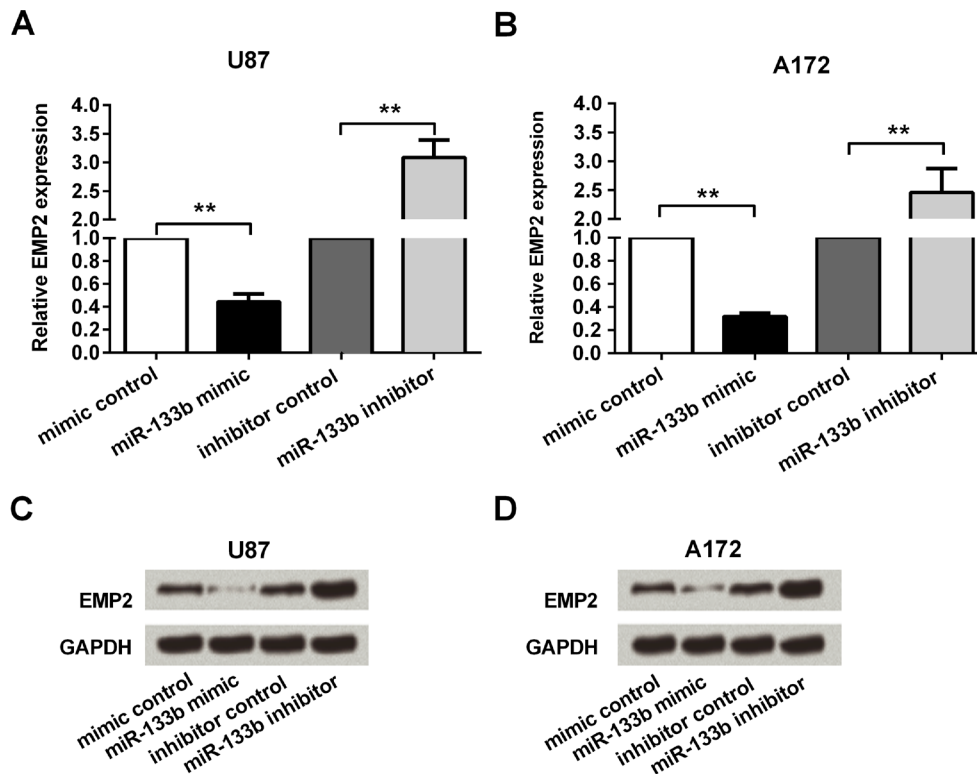 A
U87
Relative EMP2 expression
4.0
3.5
3.0
2.5
2.0
1.0
0.8
0.6
0.4
0.2
0.0
**
**
mimic control
miR-133b mimic
inhibitor control
miR-133b inhibitor
B
A172
Relative EMP2 expression
4.0
3.5
3.0
2.5
2.0
1.0
0.8
0.6
0.4
0.2
0.0
**
**
mimic control
miR-133b mimic
inhibitor control
miR-133b inhibitor
C
U87
EMP2
GAPDH
mimic control
miR-133b mimic
inhibitor control
miR-133b inhibitor
D
A172
EMP2
GAPDH
mimic control
miR-133b mimic
inhibitor control
miR-133b inhibitor